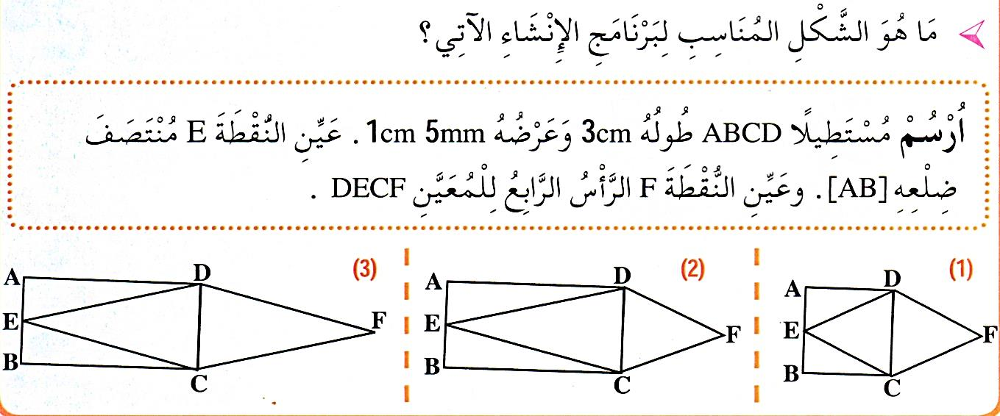 مَا هُوَ الشَّكْلِ المُنَاسِبِ لِبَرْنَامَجِ الإِنْشَاءِ الآتِي؟
اُرْسُمْ مُسْتَطِيلًا ABCD طُولُهُ 3cm وَعَرْضُهُ 1cm 5mm . عَيِّنِ النُّقْطَةَ E مُنْتَصَفَ
ضِلْعِهِ [AB]. وعَيِّنِ النُّقْطَةَ F الرَّأْسُ الرَّابِعُ لِلْمُعَيَّنِ DECF .
(1)
A D
E F
B C
(2)
A D
E F
B C
(3)
A D
E F
B C